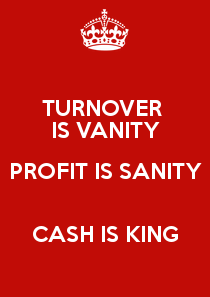 TURNOVER
IS VANITY
PROFIT IS SANITY
CASH IS KING